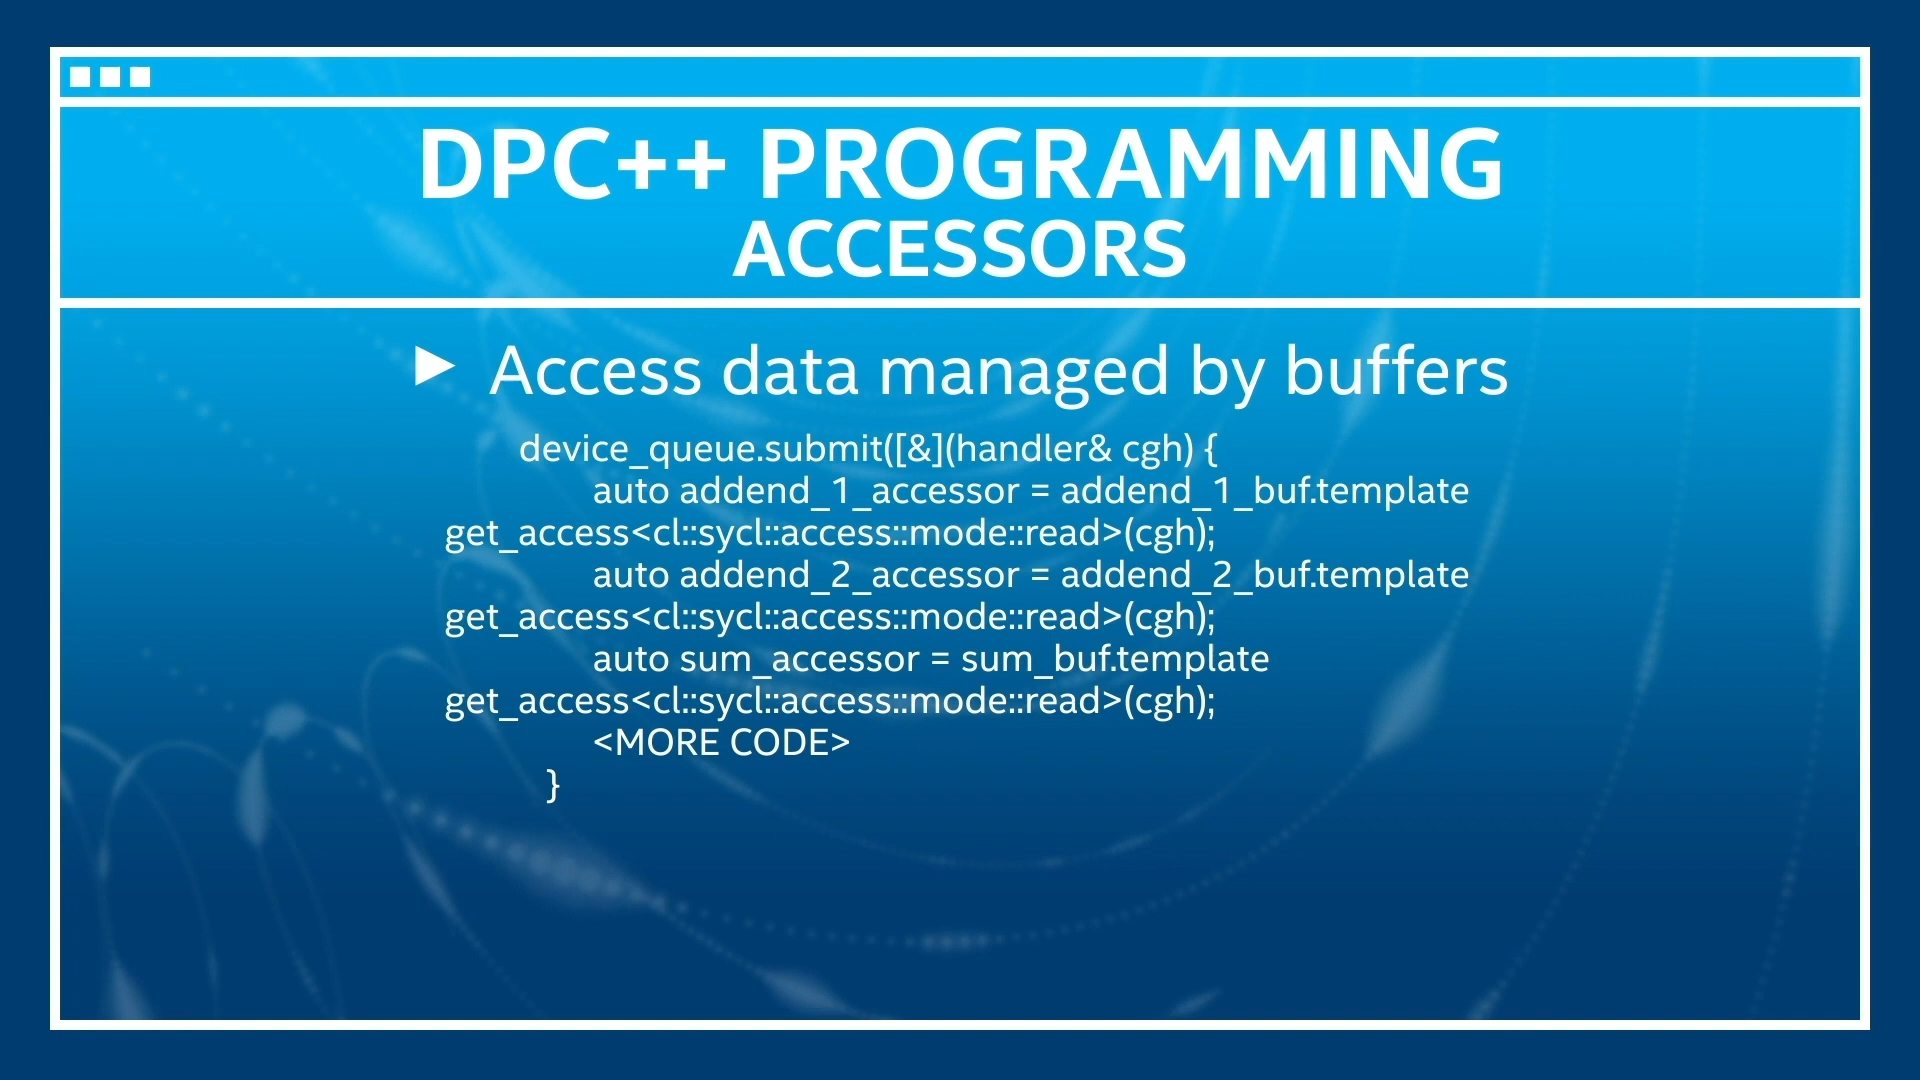 DPC++ PROGRAMMING
ACCESSORS
► Access data managed by buffers
device_queue.submit([&](handler& cgh) {
auto addend_1_accessor = addend_1_buf.template
get_access<cl::sycl::access::mode::read>(cgh);
auto addend_2_accessor = addend_2_buf.template
get_access<cl::sycl::access::mode::read>(cgh);
auto sum_accessor = sum_buf.template
get_access<cl::sycl::access::mode::read>(cgh);
<MORE CODE>
}